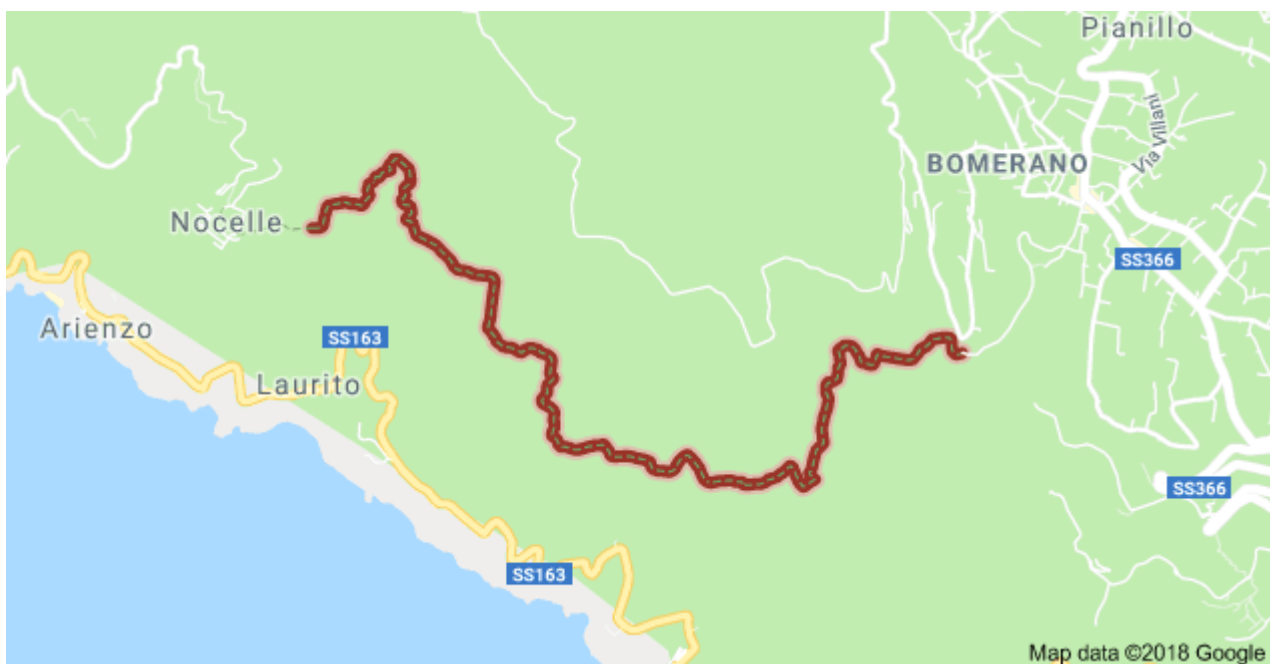 Pianillo
Via Villani
BOMERANO
Nocelle
SS366
Arienzo
SS163
Laurito
SS366
SS163
Map data ©2018 Google